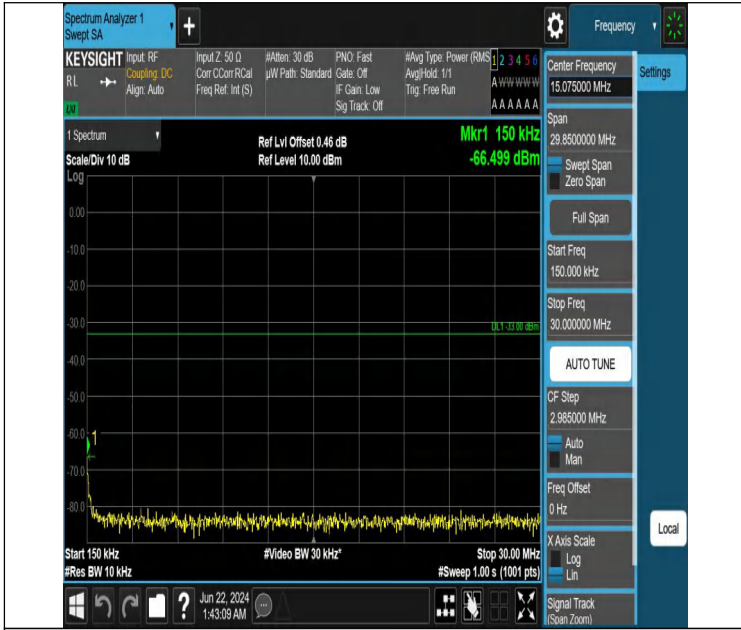 Spectrum Analyzer 1
Swept SA
+
Frequency
KEYSIGHT
RL
Input: RF
Coupling: DC
Align: Auto
Input Z: 50 Ω
Corr CCorr RCal
Freq Ref: Int (S)
#Atten: 30 dB
µW Path: Standard
PNO: Fast
Gate: Off
IF Gain: Low
Sig Track: Off
#Avg Type: Power (RMS
Avg|Hold: 1/1
Trig: Free Run
1 2 3 4 5 6
A W W W W W
A A A A A A
1 Spectrum
Scale/Div 10 dB
Log
Ref Lvl Offset 0.46 dB
Ref Level 10.00 dBm
Mkr1 150 kHz
-66.499 dBm
0.00
-10.0
-20.0
-30.0
DL1 -33.00 dBm
-40.0
-50.0
-60.0
1
-70.0
-80.0
Start 150 kHz
#Res BW 10 kHz
#Video BW 30 kHz*
Stop 30.00 MHz
#Sweep 1.00 s (1001 pts)
?
Jun 22, 2024
1:43:09 AM
Center Frequency
15.075000 MHz
Span
29.8500000 MHz
Swept Span
Zero Span
Full Span
Start Freq
150.000 kHz
Stop Freq
30.000000 MHz
AUTO TUNE
CF Step
2.985000 MHz
Auto
Man
Freq Offset
0 Hz
X Axis Scale
Log
Lin
Signal Track
(Span Zoom)
Settings
Local